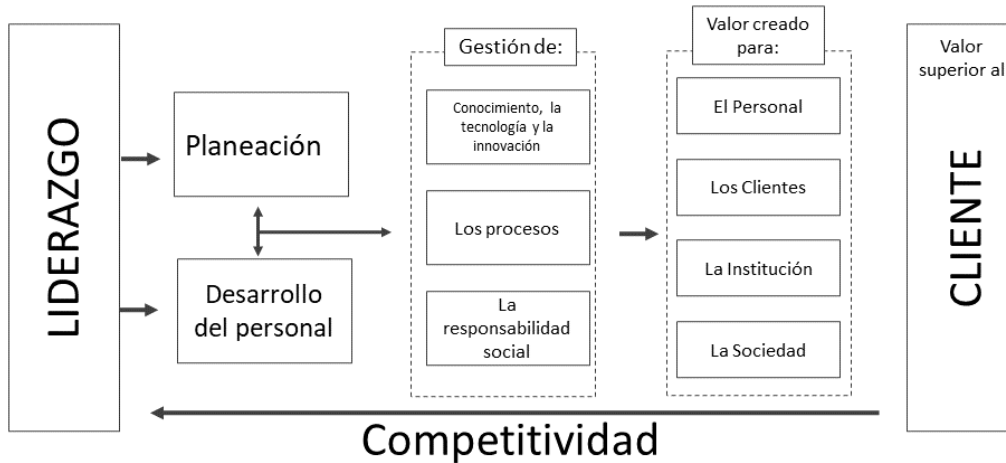 LIDERAZGO
Planeación
Desarrollo
del personal
Gestión de:
Conocimiento, la
tecnología y la
innovación
Los procesos
La
responsabilidad
social
Valor creado
para:
El Personal
Los Clientes
La Institución
La Sociedad
Valor
superior al
CLIENTE
Competitividad